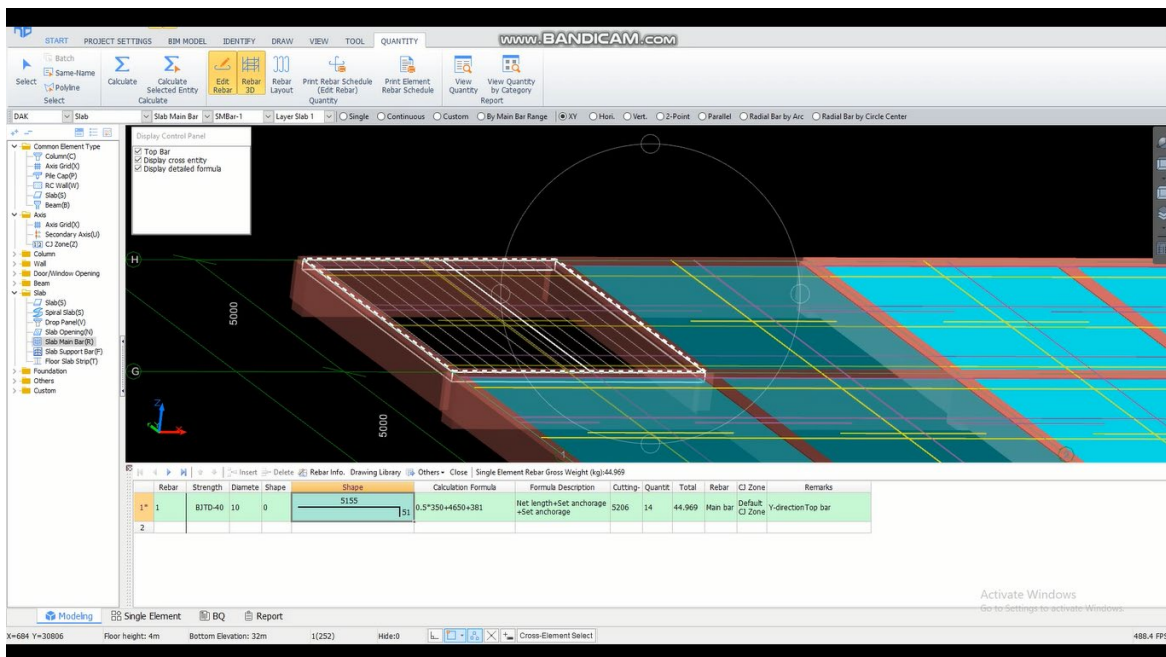 WWW.BANDICAM.COM
START PROJECT SETTINGS BIM MODEL IDENTIFY DRAW VIEW TOOL QUANTITY
Select
Batch
Same-Name
Polyline
Select
Calculate
Calculate
Selected Entity
Calculate
Edit
Rebar
Rebar
3D
Rebar
Layout
Print Rebar Schedule
(Edit Rebar)
Print Element
Rebar Schedule
Quantity
View
Quantity
View Quantity
by Category
Report
DAK Slab Slab Main Bar SMBar-1 Layer Slab 1 Single Continuous Custom By Main Bar Range XY Hori. Vert. 2-Point Parallel Radial Bar by Arc Radial Bar by Circle Center
Common Element Type
Column(C)
Axis Grid(X)
Pile Cap(P)
RC Wall(W)
Slab(S)
Beam(B)
Axis
Axis Grid(X)
Secondary Axis(U)
CJ Zone(Z)
Column
Wall
Door/Window Opening
Beam
Slab
Slab(S)
Spiral Slab(S)
Drop Panel(V)
Slab Opening(N)
Slab Main Bar(R)
Slab Support Bar(F)
Floor Slab Strip(T)
Foundation
Others
Custom
Display Control Panel
Top Bar
Display cross entity
Display detailed formula
H
5000
G
5000
Z
1
Insert Delete Rebar Info. Drawing Library Others Close Single Element Rebar Gross Weight (kg):44.969
Rebar Strength Diamete Shape Shape Calculation Formula Formula Description Cutting- Quantit Total Rebar CJ Zone Remarks
1* 1 BJTD-40 10 0 5155 51 0.5*350+4650+381 Net length+Set anchorage +Set anchorage 5206 14 44.969 Main bar Default CJ Zone Y-direction Top bar
2
Activate Windows
Go to Settings to activate Windows.
Modeling Single Element BQ Report
X=684 Y=30806 Floor height: 4m Bottom Elevation: 32m 1(252) Hide:0 Cross-Element Select 488.4 FPS